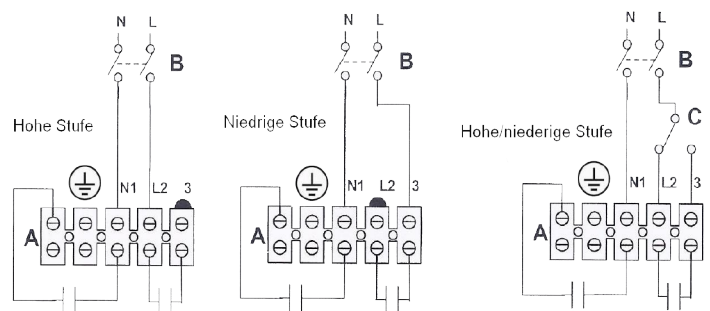 N L
B
Hohe Stufe
N1 L2 3
A
N L
B
Niedrige Stufe
N1 L2 3
A
N L
B
C
Hohe/niederige Stufe
N1 L2 3
A